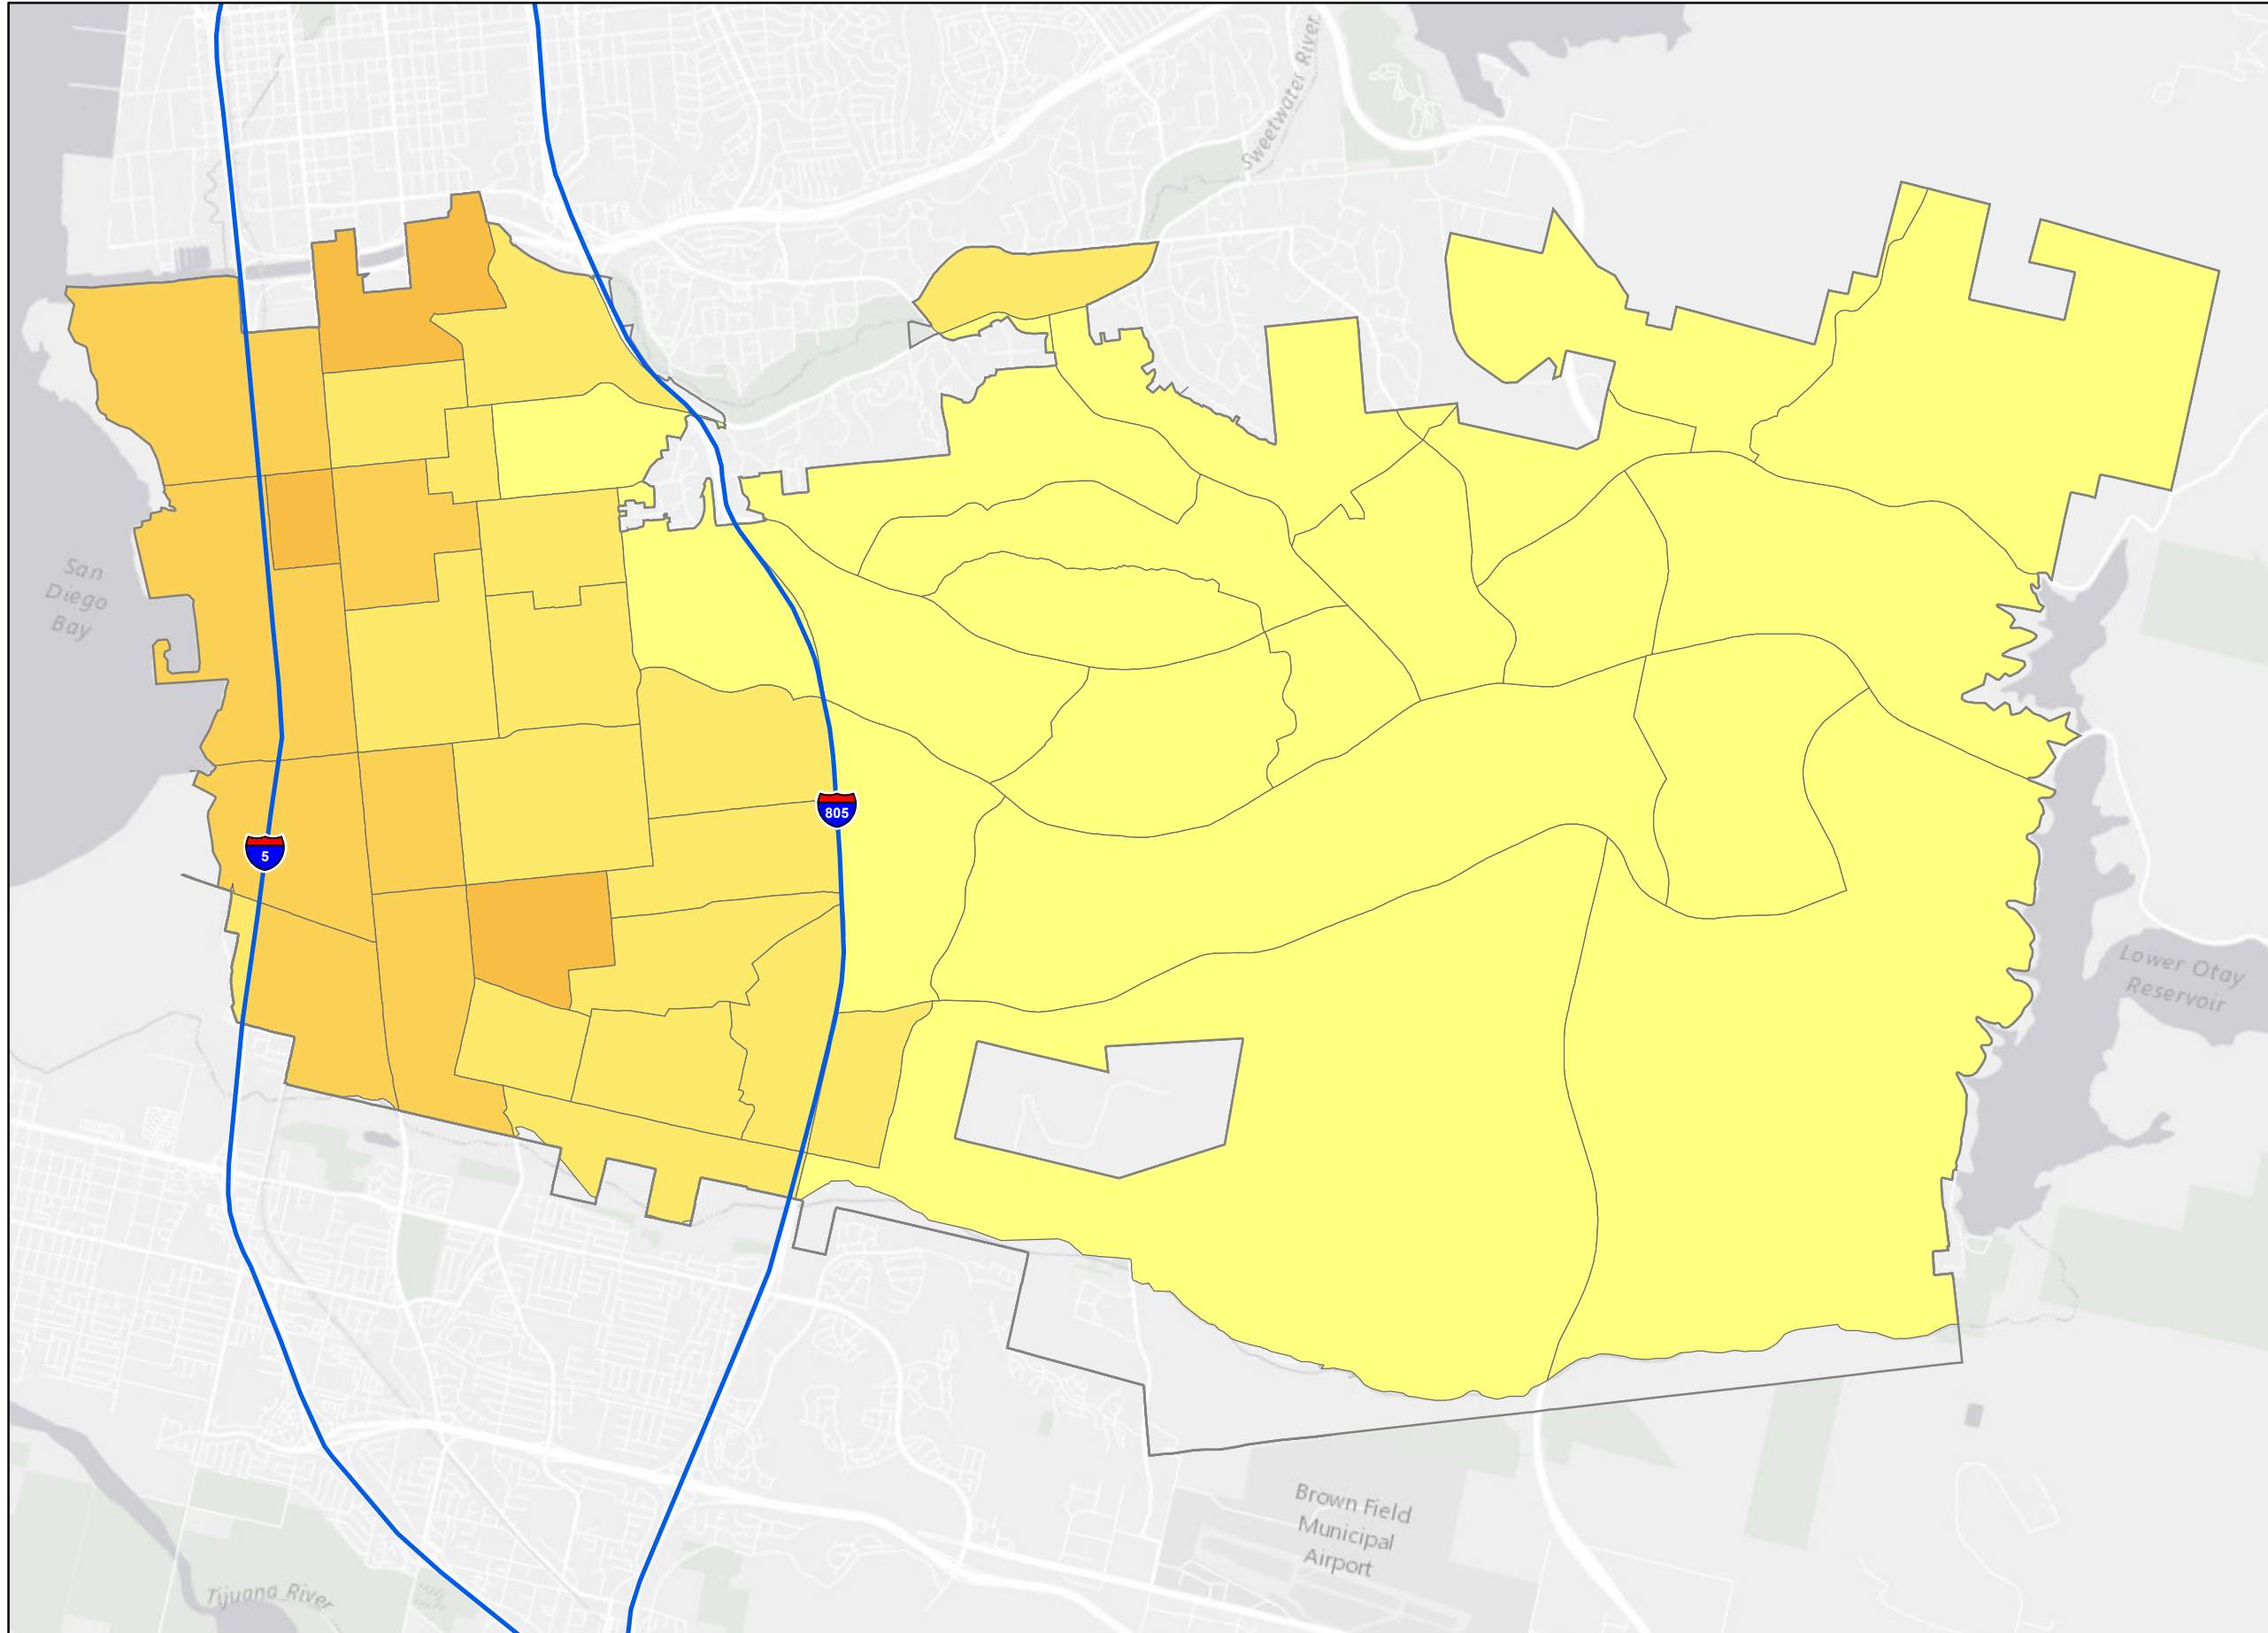 Sweetwater River
San
Diego
Bay
805
5
Lower Otay
Reservoir
Brown Field
Municipal
Airport
Tijuana River